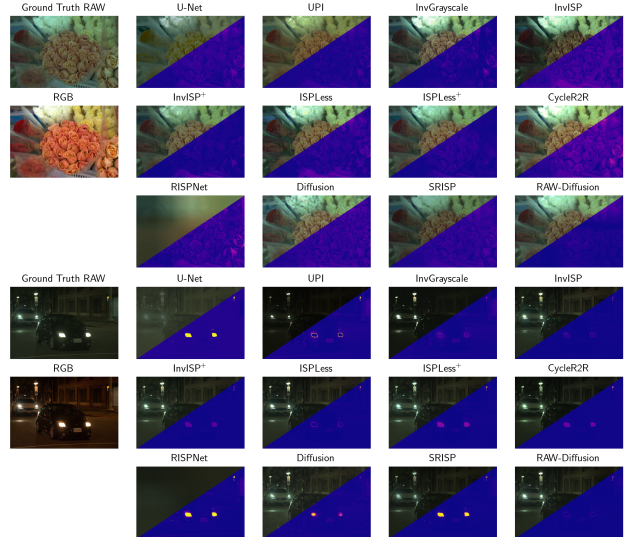 Ground Truth RAW U-Net UPI InvGrayscale InvISP
RGB InvISP⁺ ISPLess ISPLess⁺ CycleR2R
RISPNet Diffusion SRISP RAW-Diffusion
Ground Truth RAW U-Net UPI InvGrayscale InvISP
RGB InvISP⁺ ISPLess ISPLess⁺ CycleR2R
RISPNet Diffusion SRISP RAW-Diffusion